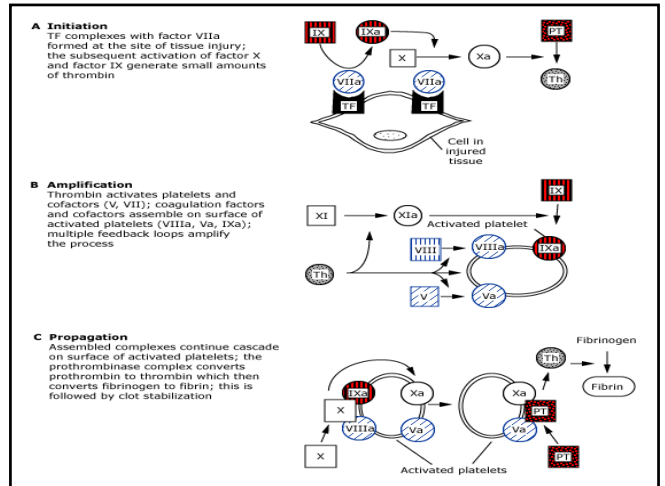 A Initiation
TF complexes with factor VIIa
formed at the site of tissue injury;
the subsequent activation of factor X
and factor IX generate small amounts
of thrombin
IX
IXa
X
Xa
PT
Th
VIIa
VIIa
TF
TF
Cell in
injured
tissue
B Amplification
Thrombin activates platelets and
cofactors (V, VII); coagulation factors
and cofactors assemble on surface of
activated platelets (VIIIa, Va, IXa);
multiple feedback loops amplify
the process
IX
XI
XIa
Activated platelet
VIII
VIIIa
IXa
Th
V
Va
C Propagation
Assembled complexes continue cascade
on surface of activated platelets; the
prothrombinase complex converts
prothrombin to thrombin which then
converts fibrinogen to fibrin; this is
followed by clot stabilization
Fibrinogen
Th
Fibrin
IXa
Xa
Xa
X
PT
VIIIa
Va
Va
X
PT
Activated platelets